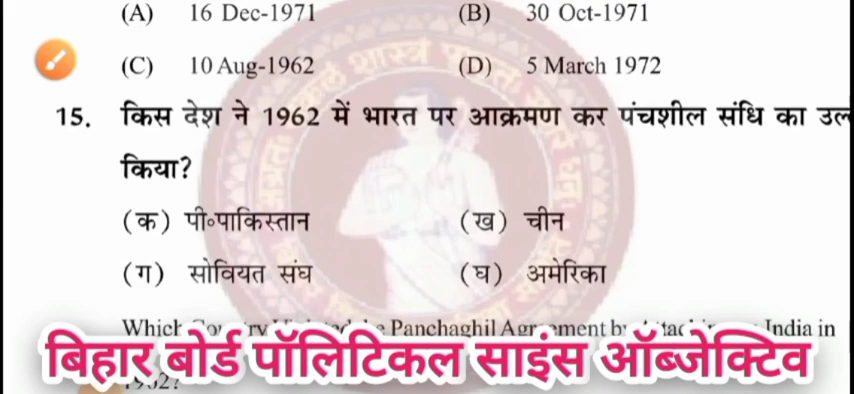 (A) 16 Dec-1971 (B) 30 Oct-1971
(C) 10 Aug-1962 (D) 5 March 1972
15. किस देश ने 1962 में भारत पर आक्रमण कर पंचशील संधि का
किया?
(क) पी॰पाकिस्तान (ख) चीन
(ग) सोवियत संघ (घ) अमेरिका
Panchaghil India in
बिहार बोर्ड पॉलिटिकल साइंस ऑब्जेक्टिव